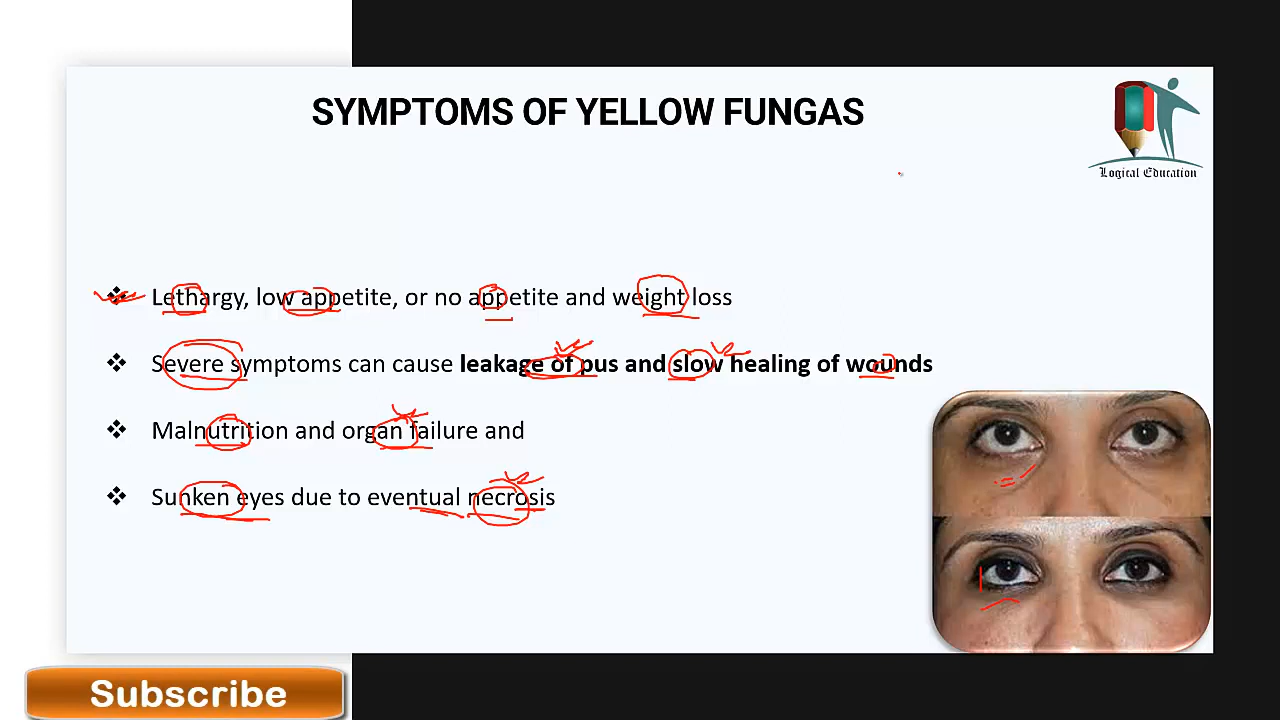 SYMPTOMS OF YELLOW FUNGAS
Logical Education
Lethargy, low appetite, or no appetite and weight loss
Severe symptoms can cause leakage of pus and slow healing of wounds
Malnutrition and organ failure and
Sunken eyes due to eventual necrosis
Subscribe